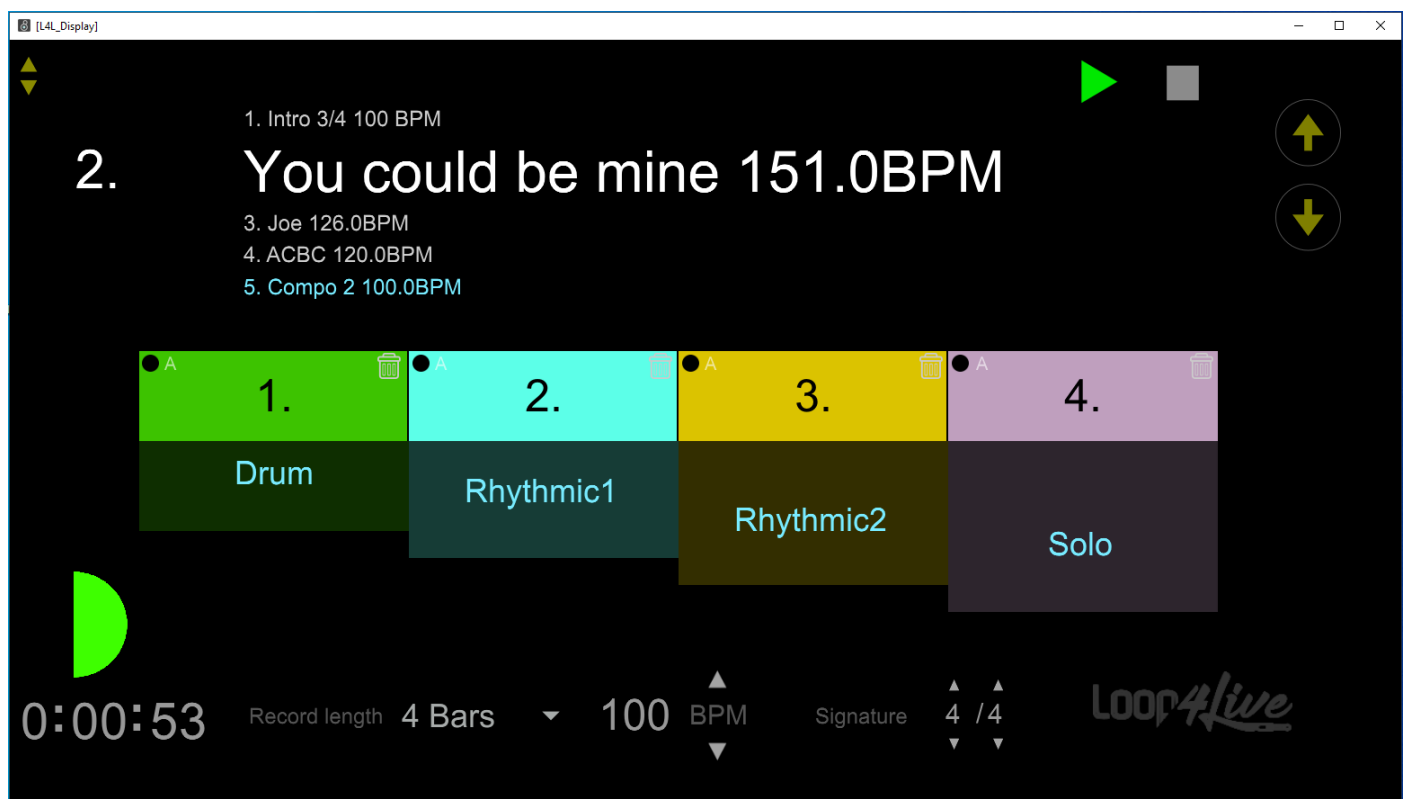 [L4L_Display]
1. Intro 3/4 100 BPM
2. You could be mine 151.0BPM
3. Joe 126.0BPM
4. ACBC 120.0BPM
5. Compo 2 100.0BPM
A 1. A 2. A 3. A 4.
Drum Rhythmic1 Rhythmic2 Solo
0:00:53 Record length 4 Bars 100 BPM Signature 4 / 4 Loop4Live